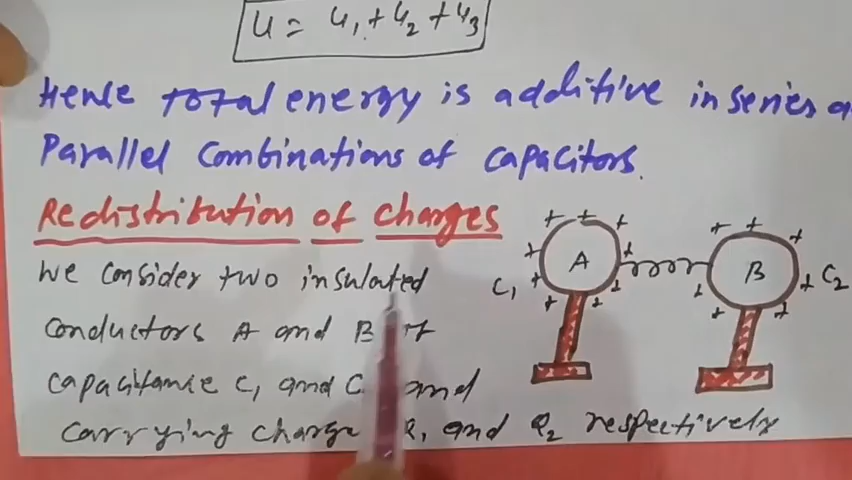 U = U1 + U2 + U3
Hence total energy is additive in series
Parallel combinations of capacitors.
Redistribution of charges
We consider two insulated
conductors A and B
capacitance C1 and C and
carrying charge Q1 and Q2 respectively
C1 A B C2